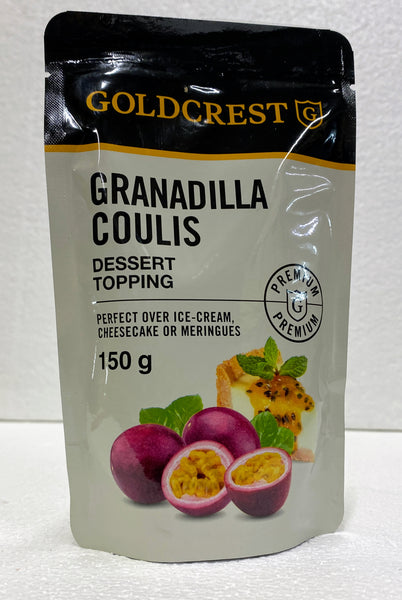 GOLDCREST G
GRANADILLA
COULIS
DESSERT
TOPPING
PREMIUM
G
PREMIUM
PERFECT OVER ICE-CREAM,
CHEESECAKE OR MERINGUES
150 g